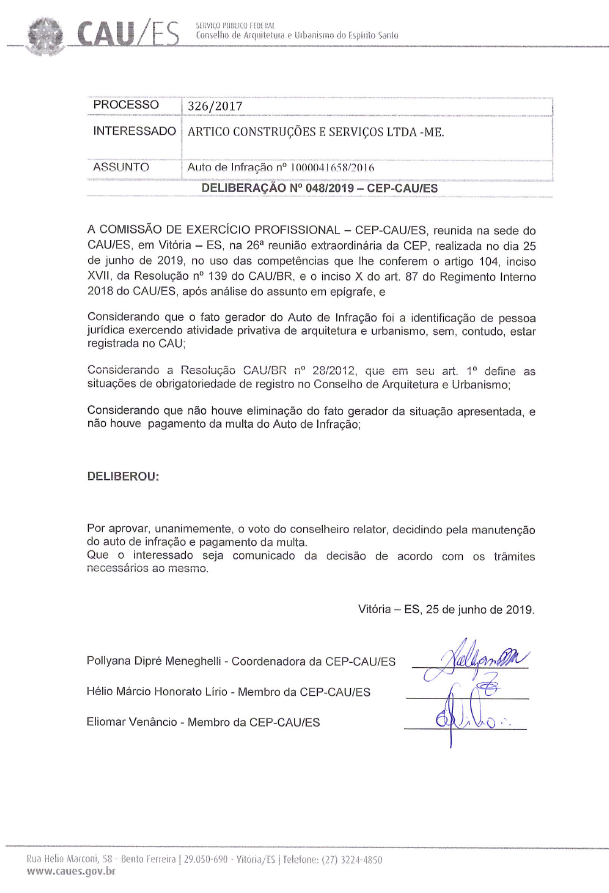 CAU/ES
SERVIÇO PÚBLICO FEDERAL
Conselho de Arquitetura e Urbanismo do Espírito Santo
PROCESSO 326/2017
INTERESSADO ARTICO CONSTRUÇÕES E SERVIÇOS LTDA -ME.
ASSUNTO Auto de Infração nº 1000041658/2016
DELIBERAÇÃO Nº 048/2019 – CEP-CAU/ES
A COMISSÃO DE EXERCÍCIO PROFISSIONAL – CEP-CAU/ES, reunida na sede do
CAU/ES, em Vitória – ES, na 26ª reunião extraordinária da CEP, realizada no dia 25
de junho de 2019, no uso das competências que lhe conferem o artigo 104, inciso
XVII, da Resolução nº 139 do CAU/BR, e o inciso X do art. 87 do Regimento Interno
2018 do CAU/ES, após análise do assunto em epígrafe, e
Considerando que o fato gerador do Auto de Infração foi a identificação de pessoa
jurídica exercendo atividade privativa de arquitetura e urbanismo, sem, contudo, estar
registrada no CAU;
Considerando a Resolução CAU/BR nº 28/2012, que em seu art. 1º define as
situações de obrigatoriedade de registro no Conselho de Arquitetura e Urbanismo;
Considerando que não houve eliminação do fato gerador da situação apresentada, e
não houve pagamento da multa do Auto de Infração;
DELIBEROU:
Por aprovar, unanimemente, o voto do conselheiro relator, decidindo pela manutenção
do auto de infração e pagamento da multa.
Que o interessado seja comunicado da decisão de acordo com os trâmites
necessários ao mesmo.
Vitória – ES, 25 de junho de 2019.
Pollyana Dipré Meneghelli - Coordenadora da CEP-CAU/ES
Hélio Márcio Honorato Lírio - Membro da CEP-CAU/ES
Eliomar Venâncio - Membro da CEP-CAU/ES
Rua Hélio Marconi, 58 - Bento Ferreira | 29.050-690 - Vitória/ES | Telefone: (27) 3224-4850
www.caues.gov.br